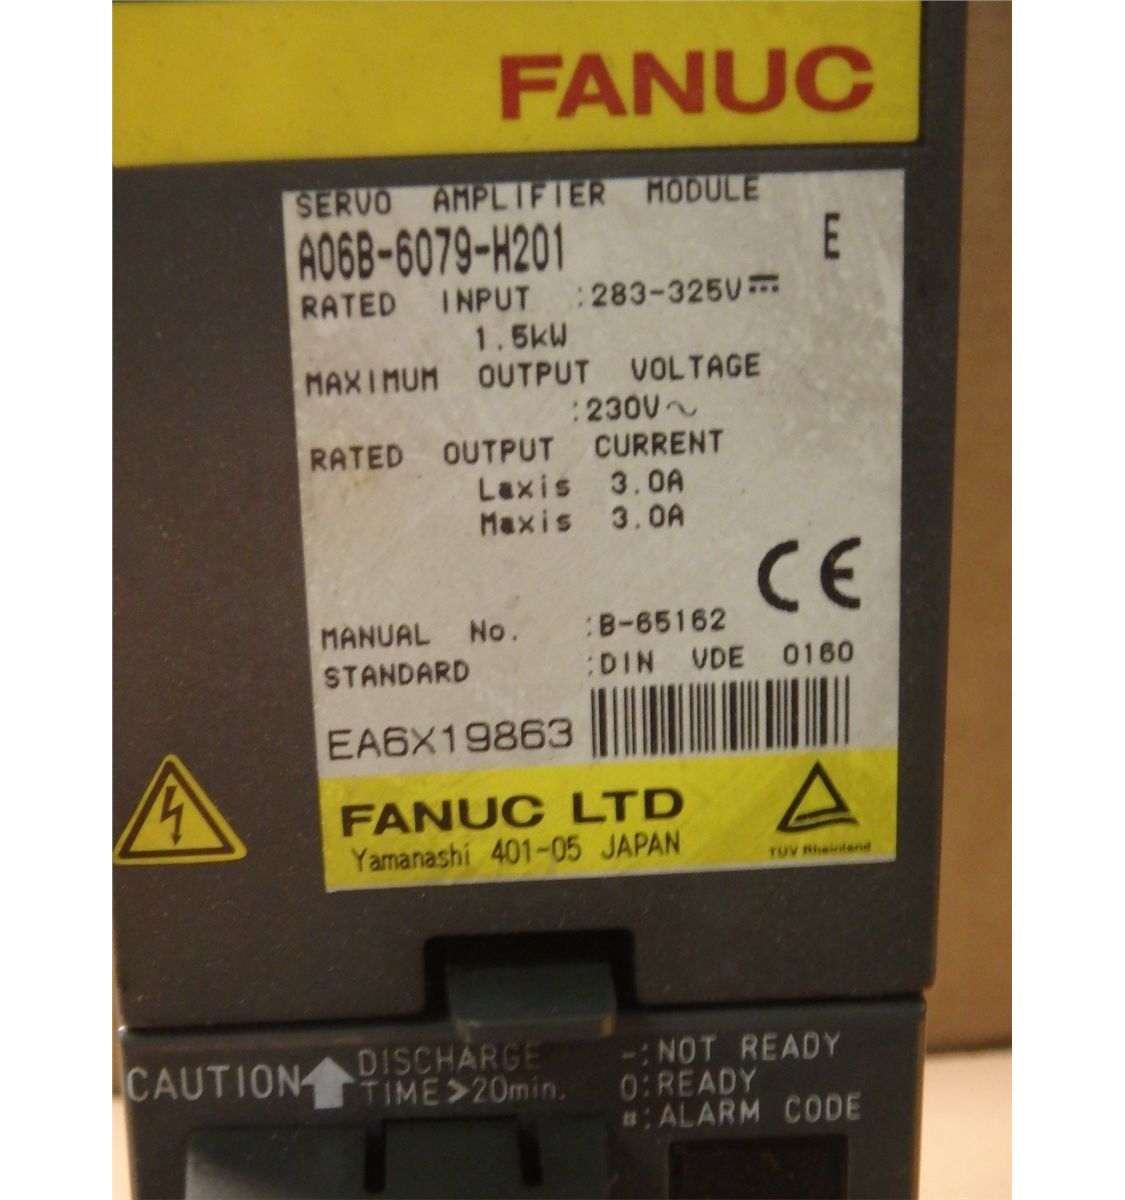 FANUC
SERVO AMPLIFIER MODULE
A06B-6079-H201 E
RATED INPUT :283-325V⎓
1.5kW
MAXIMUM OUTPUT VOLTAGE
:230V~
RATED OUTPUT CURRENT
Laxis 3.0A
Maxis 3.0A
CE
MANUAL No. :B-65162
STANDARD :DIN VDE 0160
EA6X19863
FANUC LTD
Yamanashi 401-05 JAPAN
TUV Rheinland
CAUTION DISCHARGE
TIME>20min.
-:NOT READY
0:READY
#:ALARM CODE